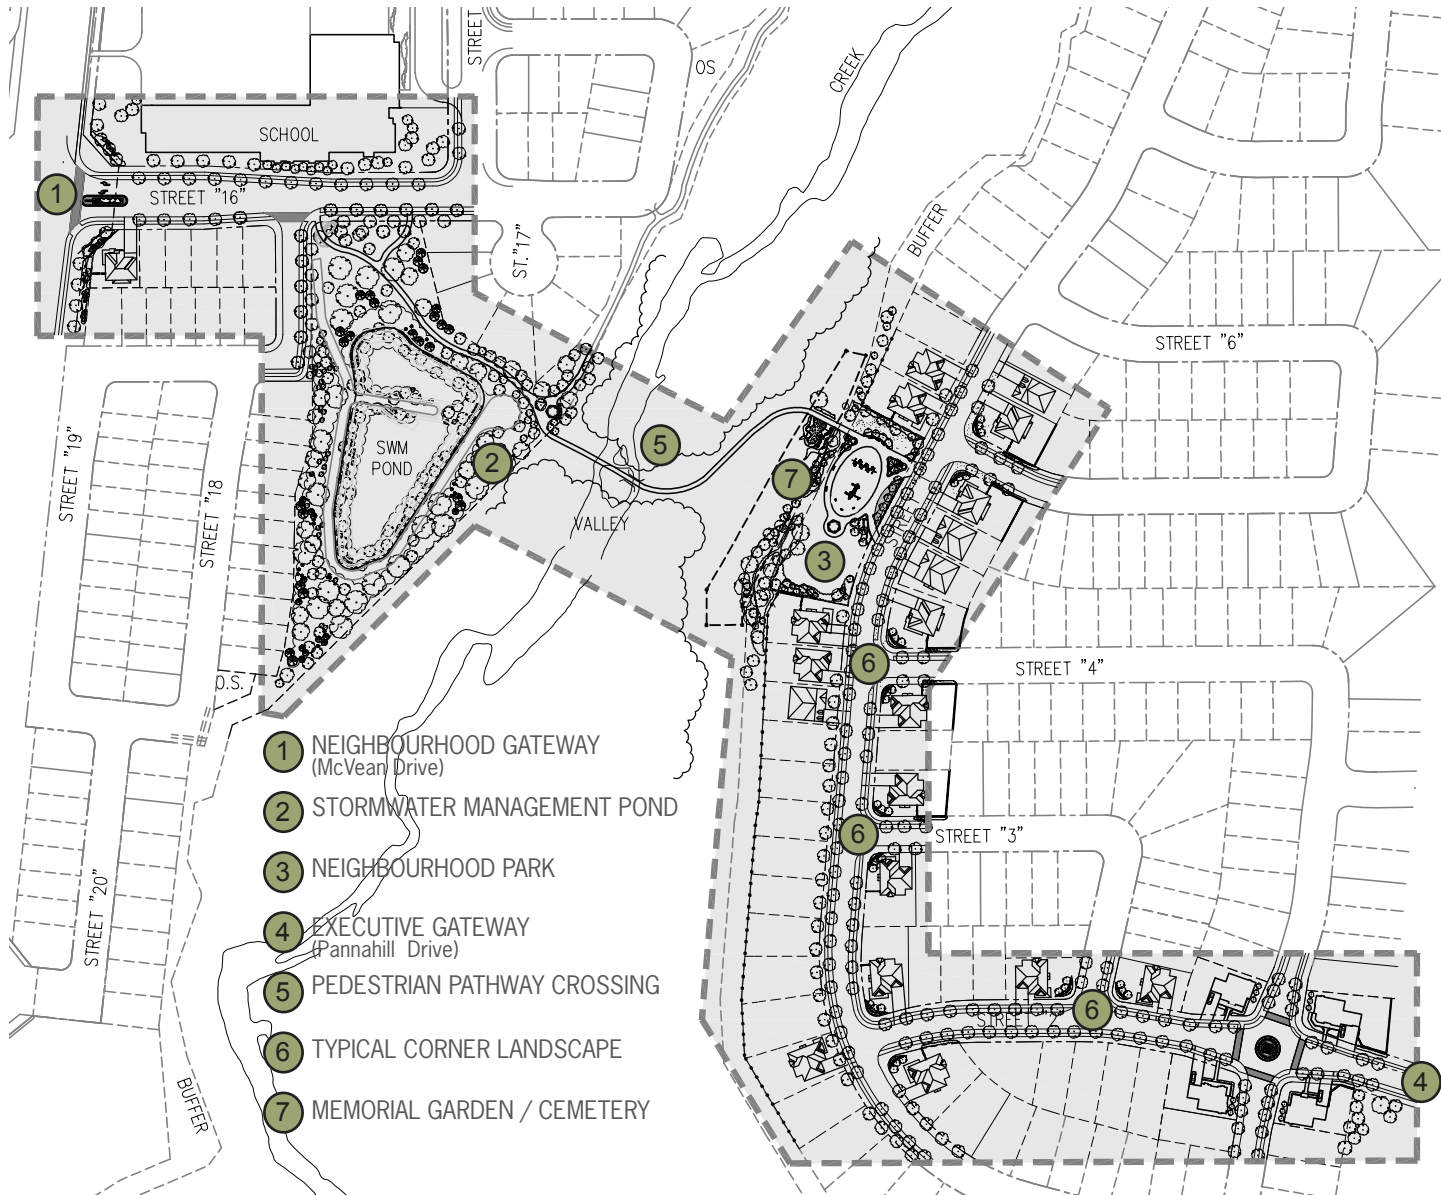 STREET
OS
CREEK
SCHOOL
1
STREET "16"
BUFFER
ST. "17"
STREET "6"
5
SWM
POND
2
7
STREET "19"
STREET "18
VALLEY
3
6
STREET "4"
O.S.
1 NEIGHBOURHOOD GATEWAY
(McVean Drive)
2 STORMWATER MANAGEMENT POND
6
STREET "3"
3 NEIGHBOURHOOD PARK
STREET "20"
4 EXECUTIVE GATEWAY
(Pannahill Drive)
5 PEDESTRIAN PATHWAY CROSSING
6
STREET
6 TYPICAL CORNER LANDSCAPE
4
BUFFER
7 MEMORIAL GARDEN / CEMETERY